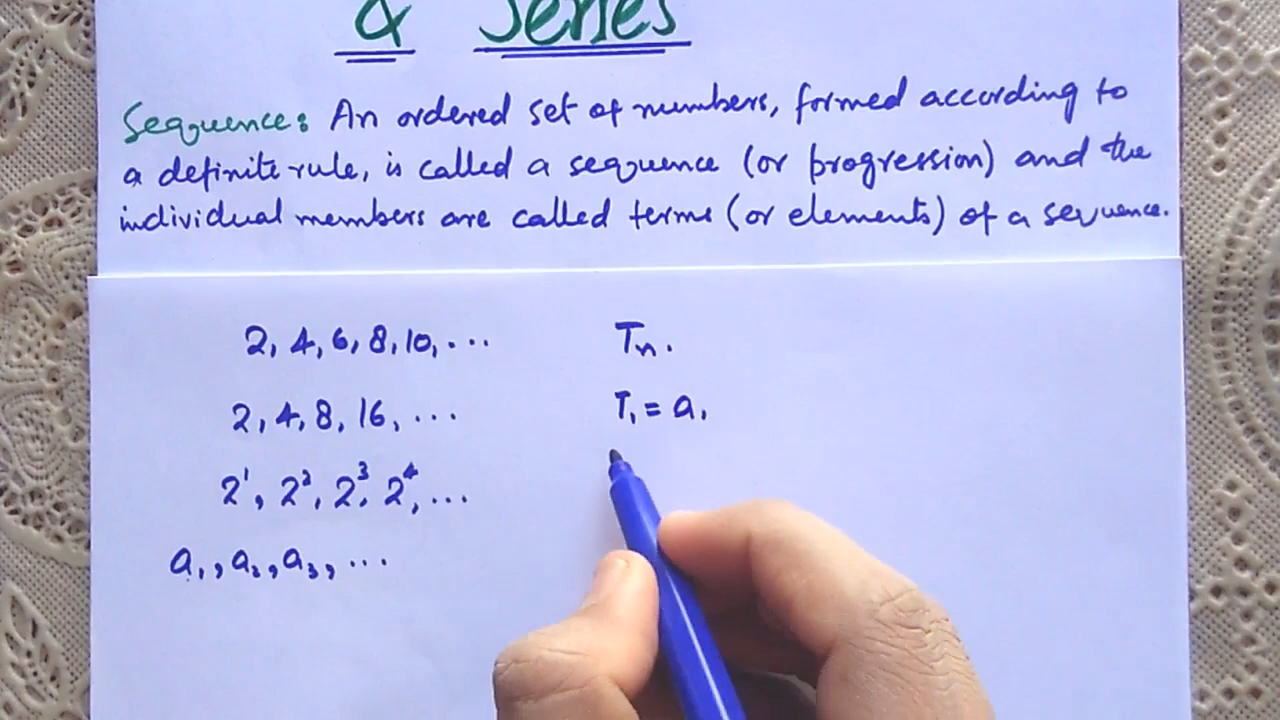 & Series
Sequence: An ordered set of numbers, formed according to
a definite rule, is called a sequence (or progression) and the
individual members are called terms (or elements) of a sequence.
2, 4, 6, 8, 10, ... Tn.
2, 4, 8, 16, ... T₁ = a₁
2¹, 2², 2³, 2⁴, ...
a₁, a₂, a₃, ...